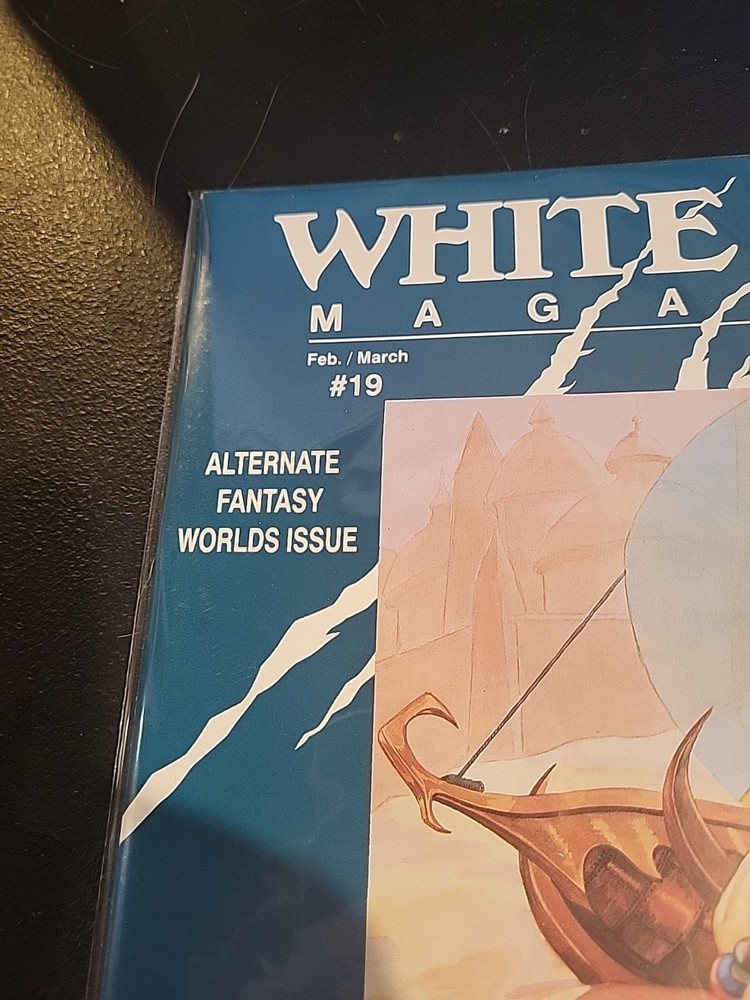 WHITE
M A G A
Feb. / March
#19
ALTERNATE
FANTASY
WORLDS ISSUE